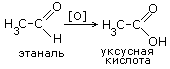 H₃C–C(=O)–H [O] → H₃C–C(=O)–OH
этаналь уксусная
кислота